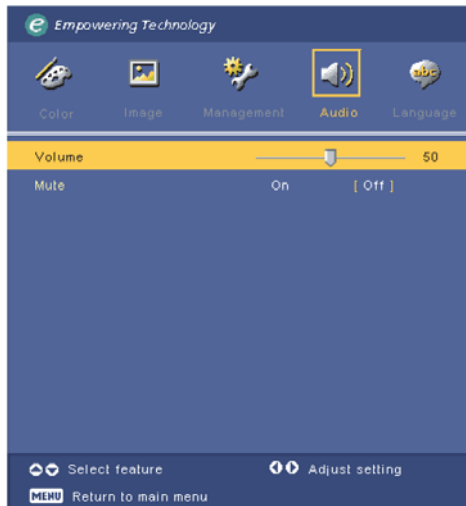 e Empowering Technology
abc
Color Image Management Audio Language
Volume 50
Mute On [ Off ]
Select feature Adjust setting
MENU Return to main menu